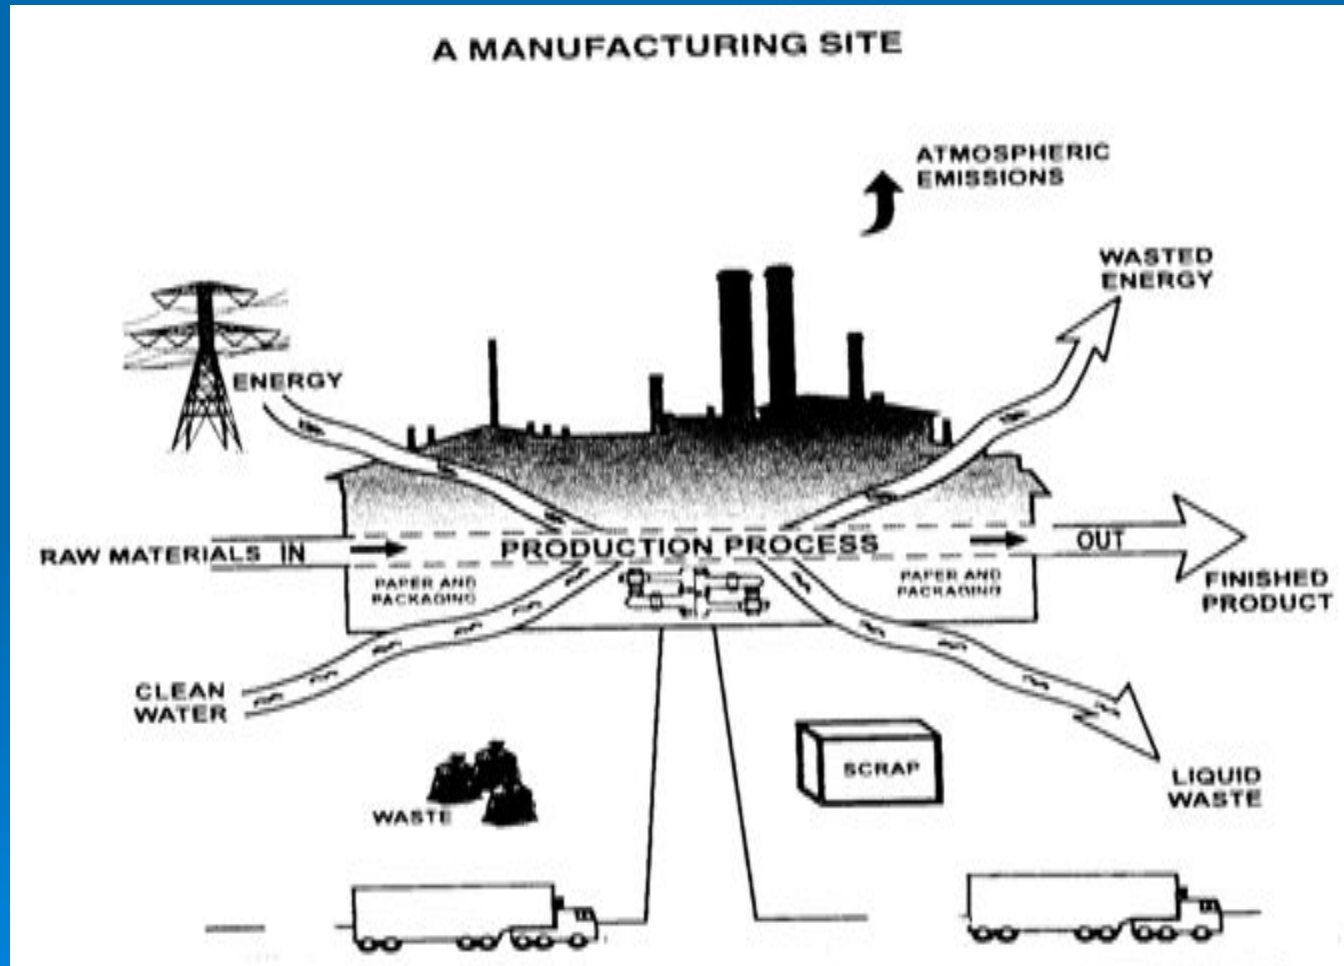 A MANUFACTURING SITE
ATMOSPHERIC
EMISSIONS
WASTED
ENERGY
ENERGY
RAW MATERIALS IN
PRODUCTION PROCESS
OUT
PAPER AND
PACKAGING
PAPER AND
PACKAGING
FINISHED
PRODUCT
CLEAN
WATER
SCRAP
LIQUID
WASTE
WASTE